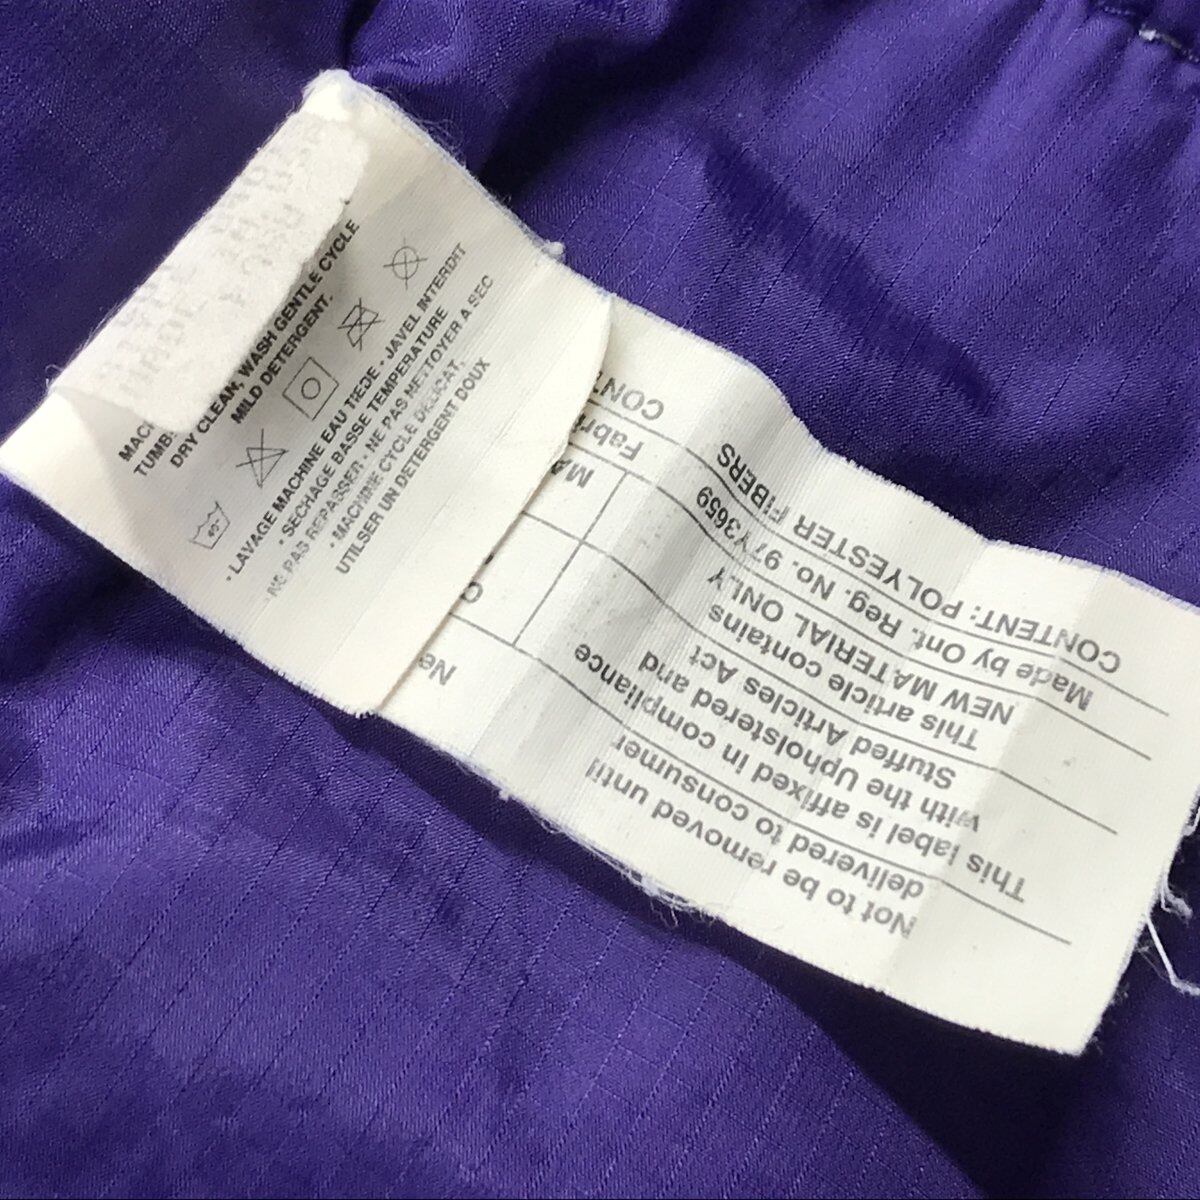 DRY CLEAN, WASH GENTLE CYCLE
MILD DETERGENT.
40°
· LAVAGE MACHINE EAU TIEDE · JAVEL INTERDIT
· SECHAGE BASSE TEMPERATURE
NE PAS REPASSER · NE PAS NETTOYER A SEC
· MACHINE CYCLE DELICAT,
UTILSER UN DETERGENT DOUX
Not to be removed until
delivered to consumer
This label is affixed in compliance
with the Upholstered and
Stuffed Articles Act
This article contains
NEW MATERIAL ONLY
Made by Ont. Reg. No. 97Y3659
CONTENT: POLYESTER FIBERS